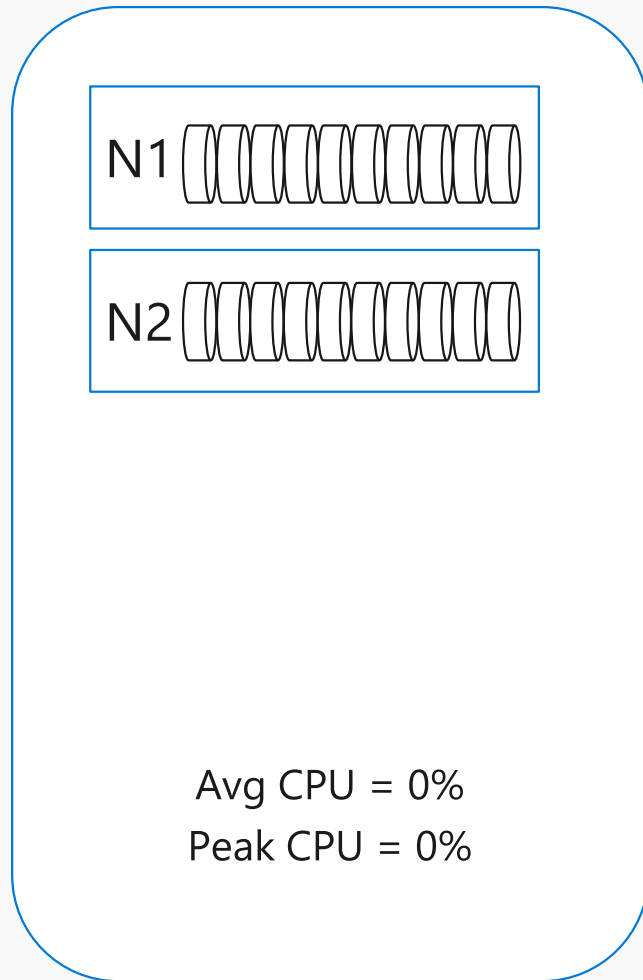 N1
N2
Avg CPU = 0%
Peak CPU = 0%